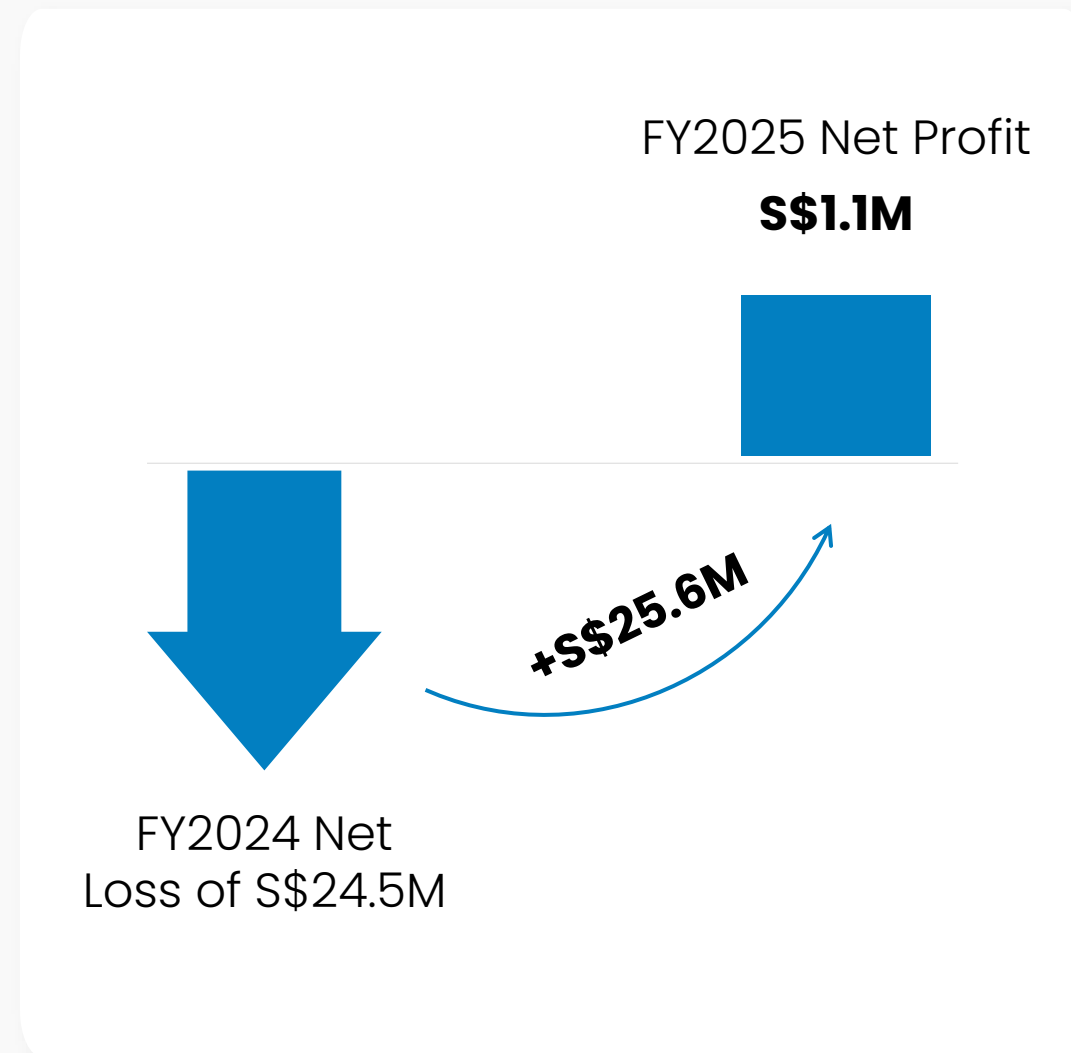 FY2025 Net Profit
S$1.1M
+S$25.6M
FY2024 Net
Loss of S$24.5M